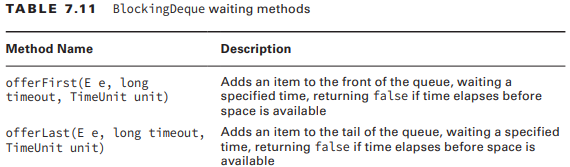 TABLE 7.11 BlockingDeque waiting methods
Method Name Description
offerFirst(E e, long
timeout, TimeUnit unit)
Adds an item to the front of the queue, waiting a
specified time, returning false if time elapses before
space is available
offerLast(E e, long timeout,
TimeUnit unit)
Adds an item to the tail of the queue, waiting a specified
time, returning false if time elapses before space is
available